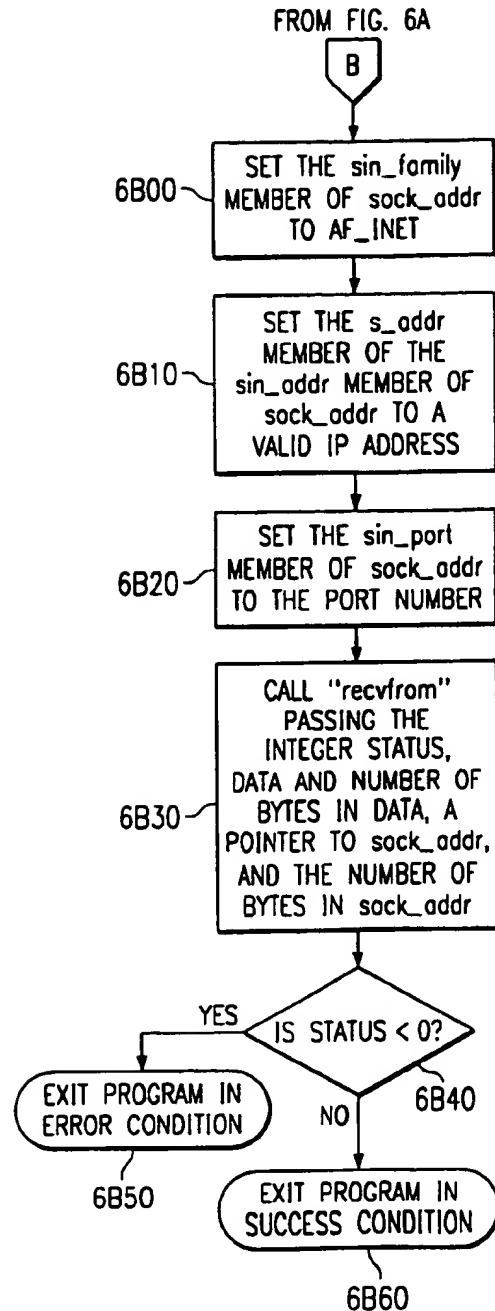 FROM FIG. 6A
B
6B00
SET THE sin_family
MEMBER OF sock_addr
TO AF_INET
6B10
SET THE s_addr
MEMBER OF THE
sin_addr MEMBER OF
sock_addr TO A
VALID IP ADDRESS
6B20
SET THE sin_port
MEMBER OF sock_addr
TO THE PORT NUMBER
6B30
CALL "recvfrom"
PASSING THE
INTEGER STATUS,
DATA AND NUMBER OF
BYTES IN DATA, A
POINTER TO sock_addr,
AND THE NUMBER OF
BYTES IN sock_addr
IS STATUS < 0?
6B40
YES
NO
EXIT PROGRAM IN
ERROR CONDITION
6B50
EXIT PROGRAM IN
SUCCESS CONDITION
6B60